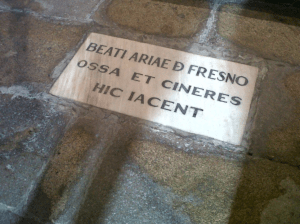 BEATI ARIAE Đ FRESNO
OSSA ET CINERES
HIC IACENT